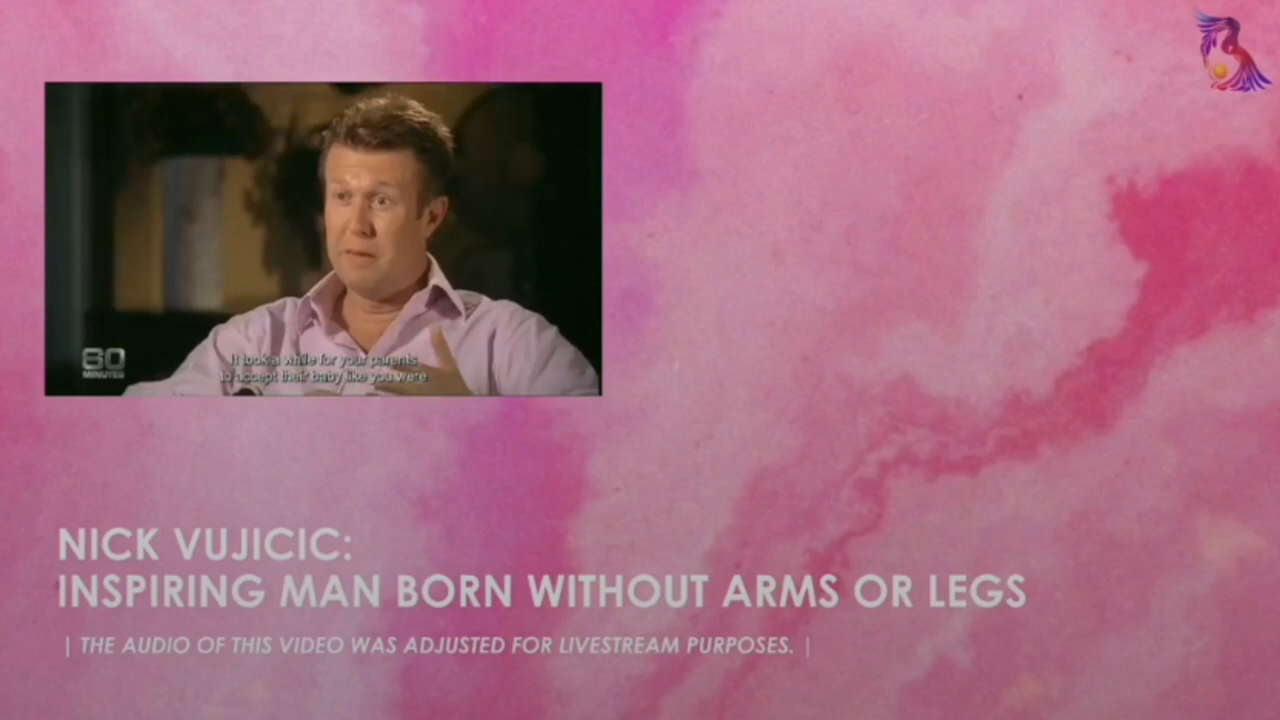 60
MINUTES
It took a while for your parents
to accept their baby like you were
NICK VUJICIC:
INSPIRING MAN BORN WITHOUT ARMS OR LEGS
| THE AUDIO OF THIS VIDEO WAS ADJUSTED FOR LIVESTREAM PURPOSES. |